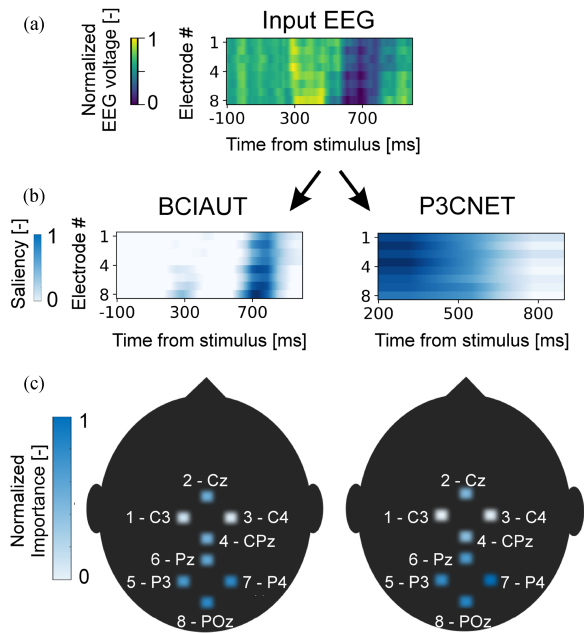 (a)
Input EEG
Normalized
EEG voltage [-]
1
0
Electrode #
1
4
8
-100
300
700
Time from stimulus [ms]
(b)
BCIAUT
P3CNET
Saliency [-]
1
0
Electrode #
1
4
8
-100
300
700
Time from stimulus [ms]
1
4
8
200
500
800
Time from stimulus [ms]
(c)
Normalized
Importance [-]
1
0
2 - Cz
1 - C3
3 - C4
4 - CPz
6 - Pz
5 - P3
7 - P4
8 - POz
2 - Cz
1 - C3
3 - C4
4 - CPz
6 - Pz
5 - P3
7 - P4
8 - POz